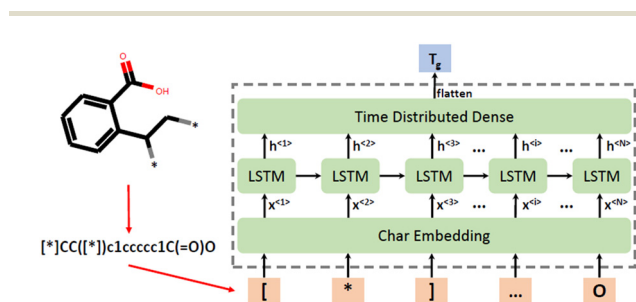 O
OH
*
*
[*]CC([*])c1ccccc1C(=O)O
T_g
flatten
Time Distributed Dense
h<1> h<2> h<3> ... h<i> ... h<N>
LSTM LSTM LSTM LSTM LSTM
x<1> x<2> x<3> ... x<i> ... x<N>
Char Embedding
[ * ] ... O